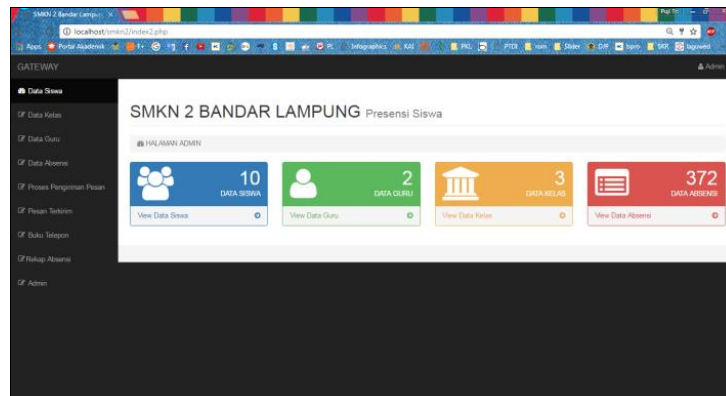 SMKN 2 Bandar Lampu
localhost/smkn2/index2.php
Apps Portal Akademik
Infographics KAI PKL PTDI Slider
GATEWAY
Admin
Data Siswa
Data Kelas
Data Guru
Data Absensi
Proses Pengiriman Pesan
Pesan Terkirim
Buku Telepon
Rekap Absensi
Admin
SMKN 2 BANDAR LAMPUNG Presensi Siswa
HALAMAN ADMIN
10
DATA SISWA
View Data Siswa
2
DATA GURU
View Data Guru
3
DATA KELAS
View Data Kelas
372
DATA ABSENSI
View Data Absensi